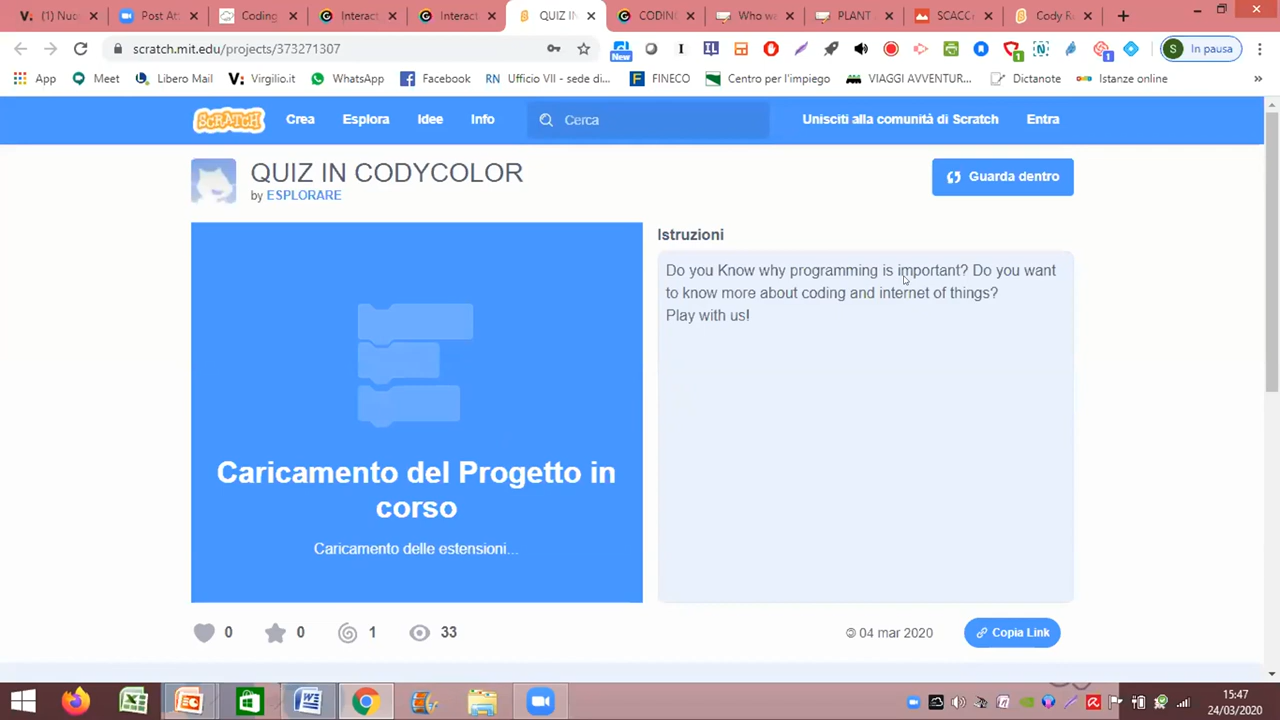 (1) Nuo
Post At
Coding
Interact
Interact
QUIZ IN
CODING
Who wa
PLANT
SCACC
Cody R
scratch.mit.edu/projects/373271307
New
In pausa
App
Meet
Libero Mail
Virgilio.it
WhatsApp
Facebook
RN Ufficio VII - sede di...
FINECO
Centro per l'impiego
VIAGGI AVVENTUR...
Dictanote
Istanze online
»
SCRATCH
Crea
Esplora
Idee
Info
Cerca
Unisciti alla comunità di Scratch
Entra
QUIZ IN CODYCOLOR
by ESPLORARE
Guarda dentro
Istruzioni
Do you Know why programming is important? Do you want
to know more about coding and internet of things?
Play with us!
Caricamento del Progetto in
corso
Caricamento delle estensioni...
0
0
1
33
04 mar 2020
Copia Link
15:47
24/03/2020